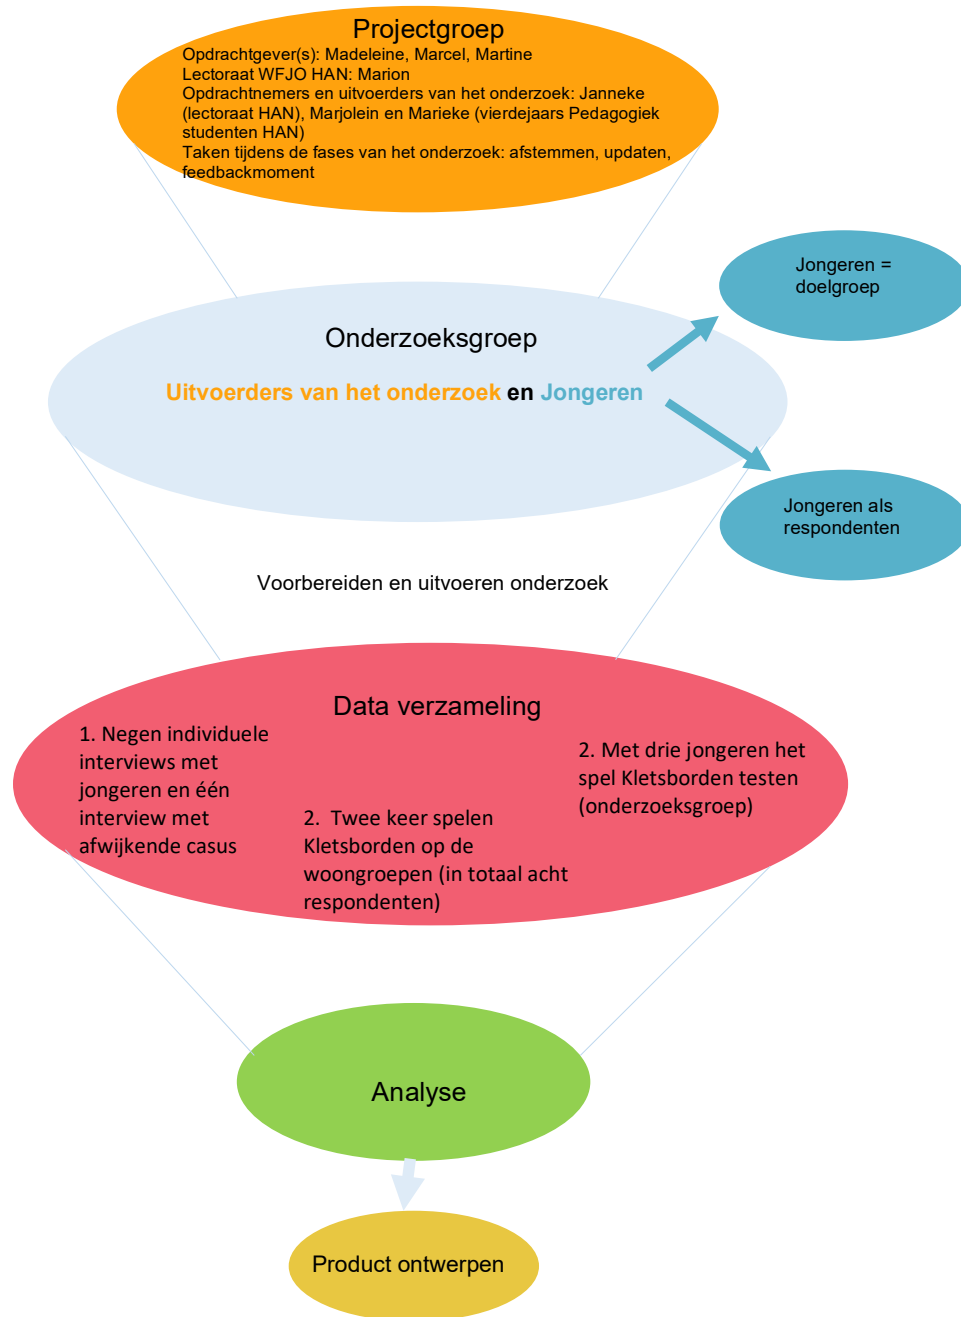 Projectgroep
Opdrachtgever(s): Madeleine, Marcel, Martine
Lectoraat WFJO HAN: Marion
Opdrachtnemers en uitvoerders van het onderzoek: Janneke
(lectoraat HAN), Marjolein en Marieke (vierdejaars Pedagogiek
studenten HAN)
Taken tijdens de fases van het onderzoek: afstemmen, updaten,
feedbackmoment
Jongeren =
doelgroep
Onderzoeksgroep
Uitvoerders van het onderzoek en Jongeren
Jongeren als
respondenten
Voorbereiden en uitvoeren onderzoek
Data verzameling
1. Negen individuele
interviews met
jongeren en één
interview met
afwijkende casus
2. Twee keer spelen
Kletsborden op de
woongroepen (in totaal acht
respondenten)
2. Met drie jongeren het
spel Kletsborden testen
(onderzoeksgroep)
Analyse
Product ontwerpen